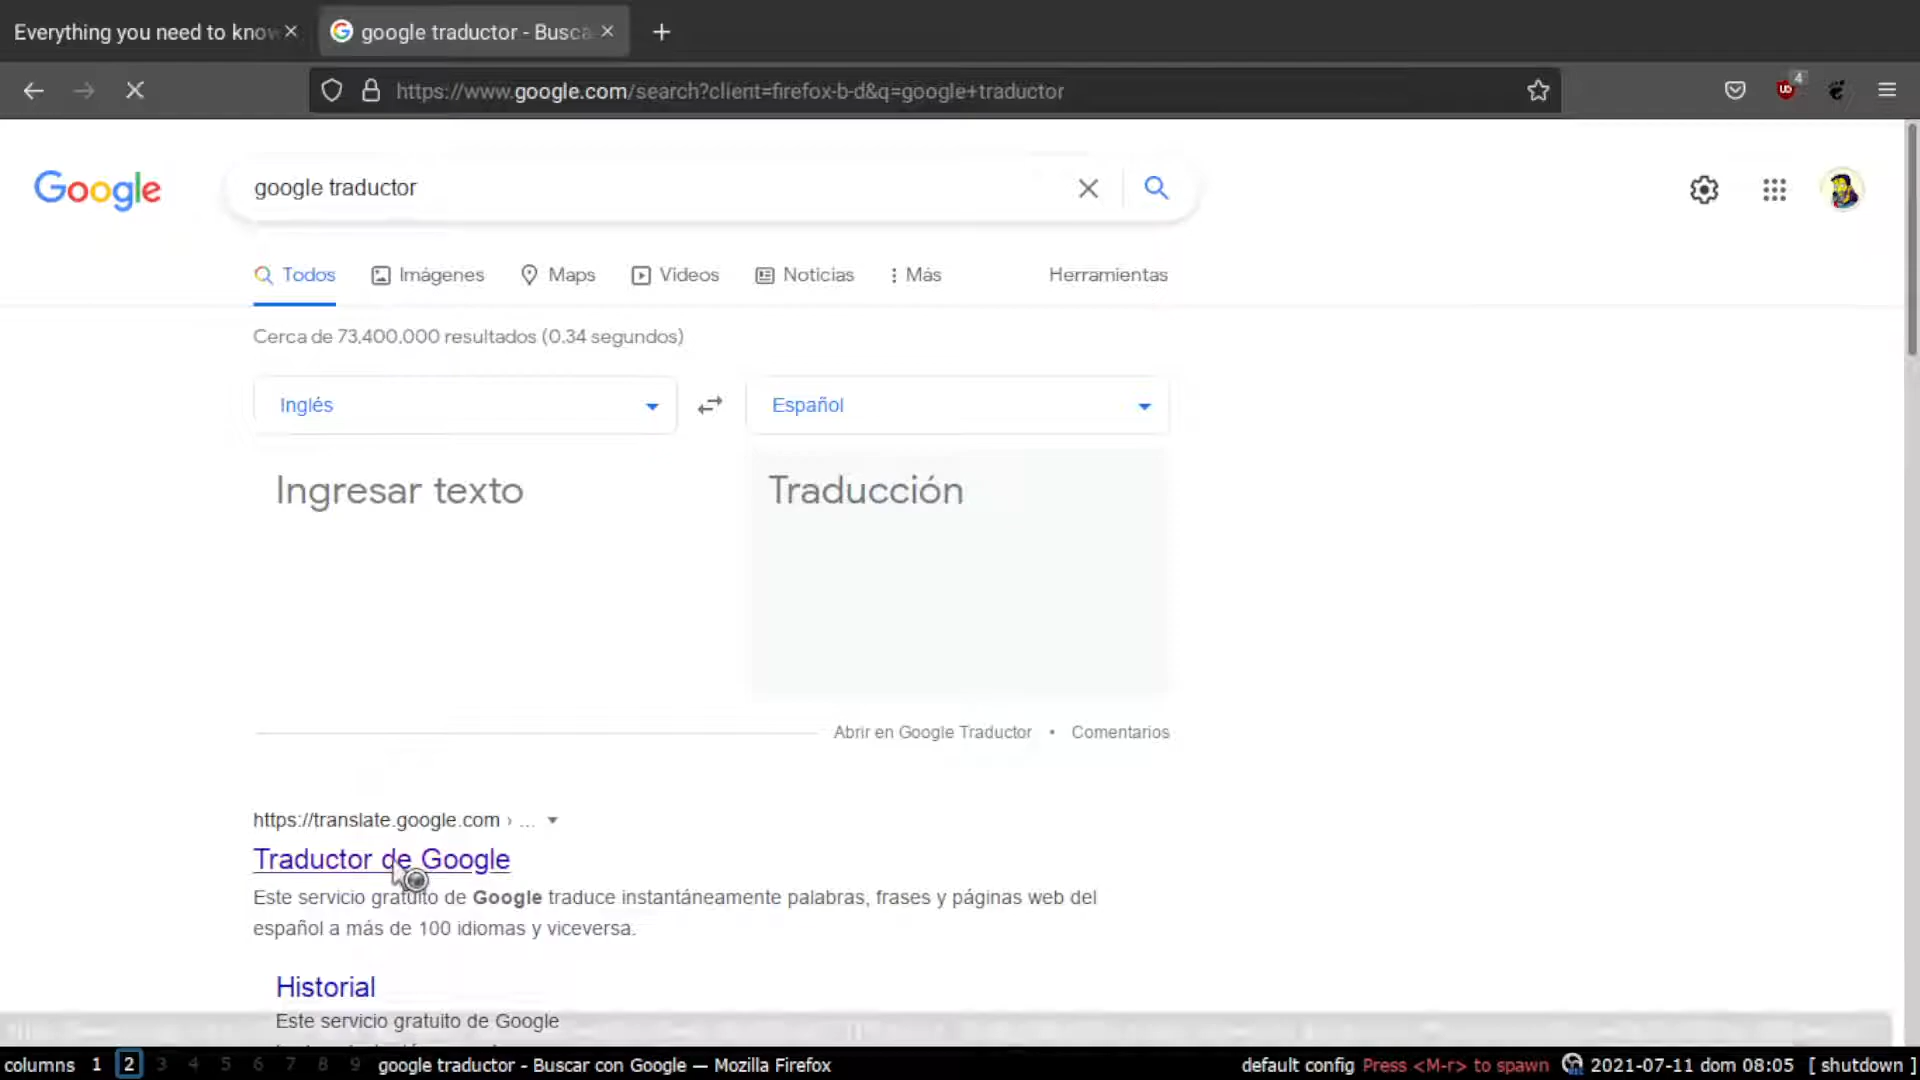 Everything you need to know
google traductor - Busca
https://www.google.com/search?client=firefox-b-d&q=google+traductor
4
Google
google traductor
Todos
Imágenes
Maps
Videos
Noticias
Más
Herramientas
Cerca de 73,400,000 resultados (0.34 segundos)
Inglés
Español
Ingresar texto
Traducción
Abrir en Google Traductor • Comentarios
https://translate.google.com › ...
Traductor de Google
Este servicio gratuito de Google traduce instantáneamente palabras, frases y páginas web del
español a más de 100 idiomas y viceversa.
Historial
Este servicio gratuito de Google
columns 1 2 3 4 5 6 7 8 9 google traductor - Buscar con Google — Mozilla Firefox
default config Press <M-r> to spawn 2021-07-11 dom 08:05 [ shutdown ]